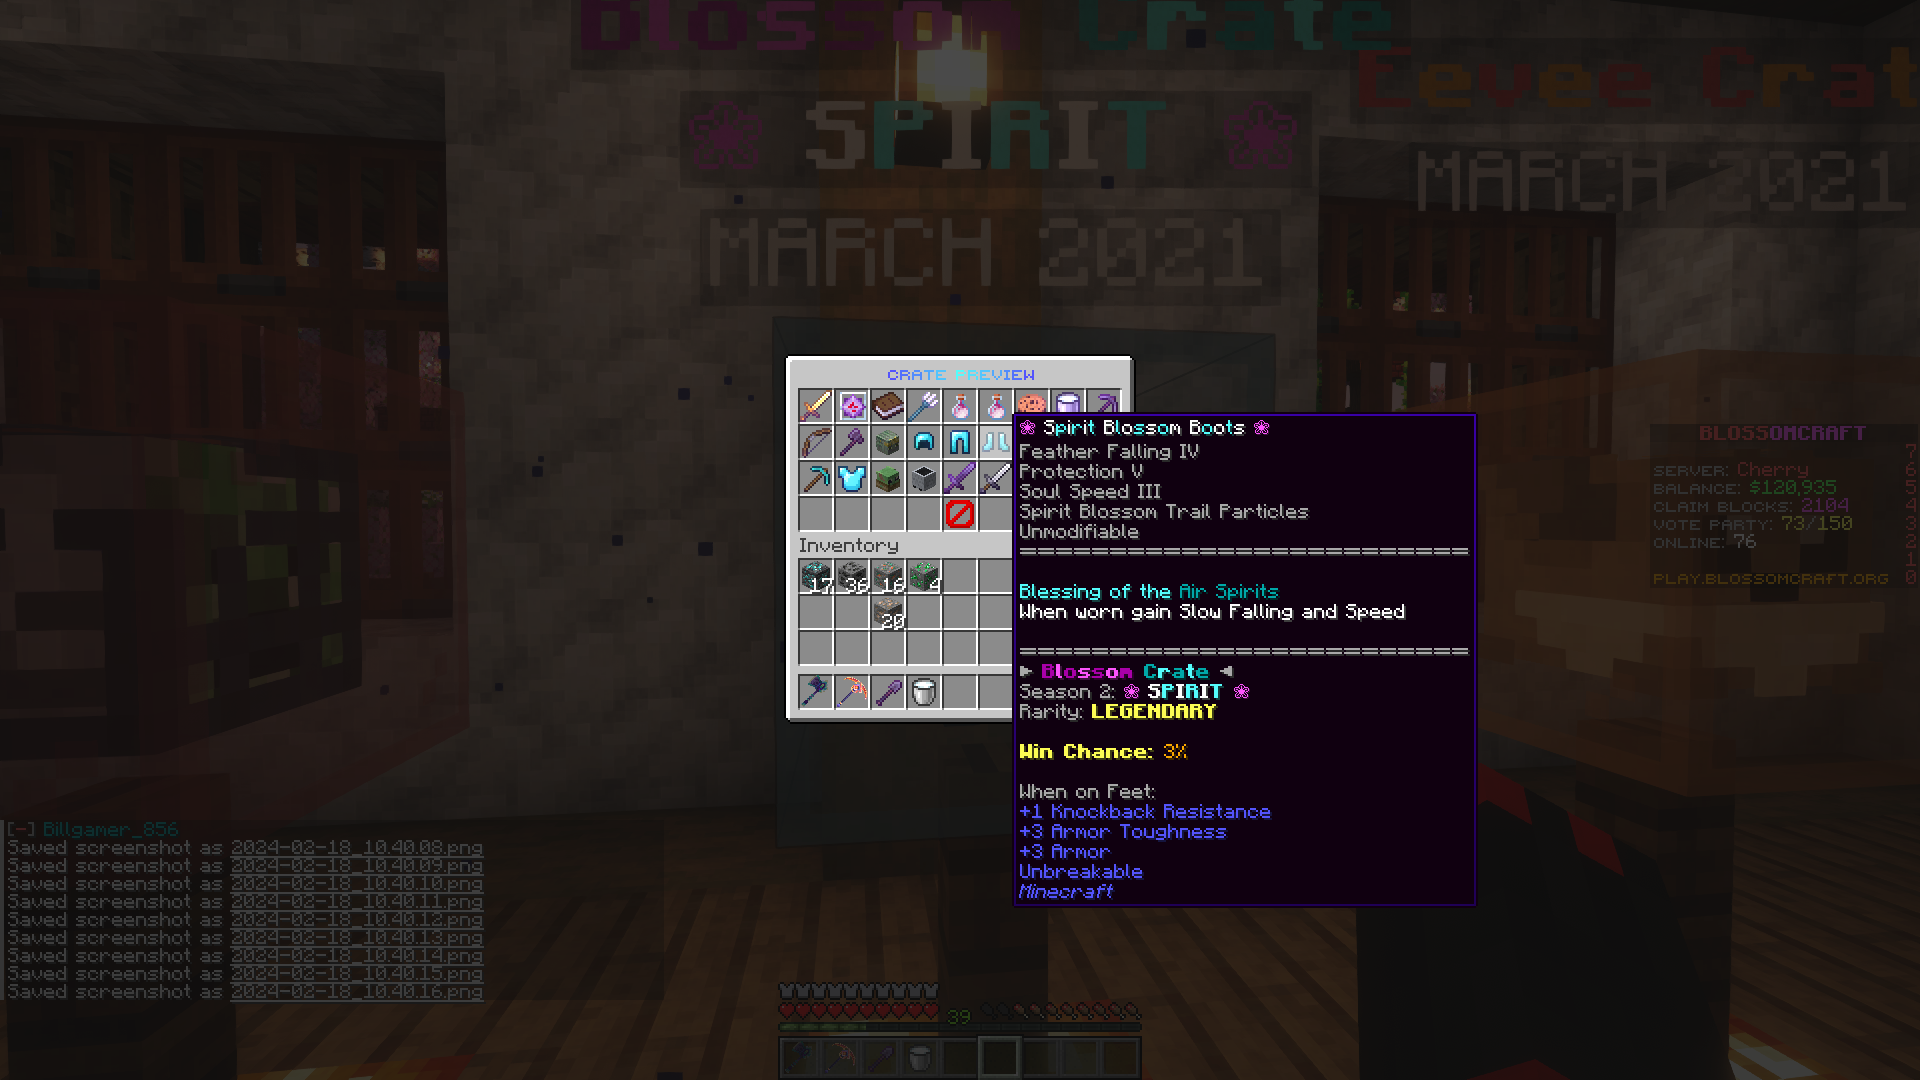 Blossom Crate
Eevee Crat
❀ SPIRIT ❀
MARCH 2021
MARCH 2021
CRATE PREVIEW
❀ Spirit Blossom Boots ❀
Feather Falling IV
Protection V
Soul Speed III
Spirit Blossom Trail Particles
Unmodifiable
Blessing of the Air Spirits
When worn gain Slow Falling and Speed
► Blossom Crate ◄
Season 2: ❀ SPIRIT ❀
Rarity: LEGENDARY
Win Chance: 3%
When on Feet:
+1 Knockback Resistance
+3 Armor Toughness
+3 Armor
Unbreakable
Minecraft
Inventory
17 36 16 4
20
BLOSSOMCRAFT
7
SERVER: Cherry 6
BALANCE: $120,935 5
CLAIM BLOCKS: 2104 4
VOTE PARTY: 73/150 3
ONLINE: 76 2
1
PLAY.BLOSSOMCRAFT.ORG 0
[-] Billgamer_856
Saved screenshot as 2024-02-18_10.40.08.png
Saved screenshot as 2024-02-18_10.40.09.png
Saved screenshot as 2024-02-18_10.40.10.png
Saved screenshot as 2024-02-18_10.40.11.png
Saved screenshot as 2024-02-18_10.40.12.png
Saved screenshot as 2024-02-18_10.40.13.png
Saved screenshot as 2024-02-18_10.40.14.png
Saved screenshot as 2024-02-18_10.40.15.png
Saved screenshot as 2024-02-18_10.40.16.png
39